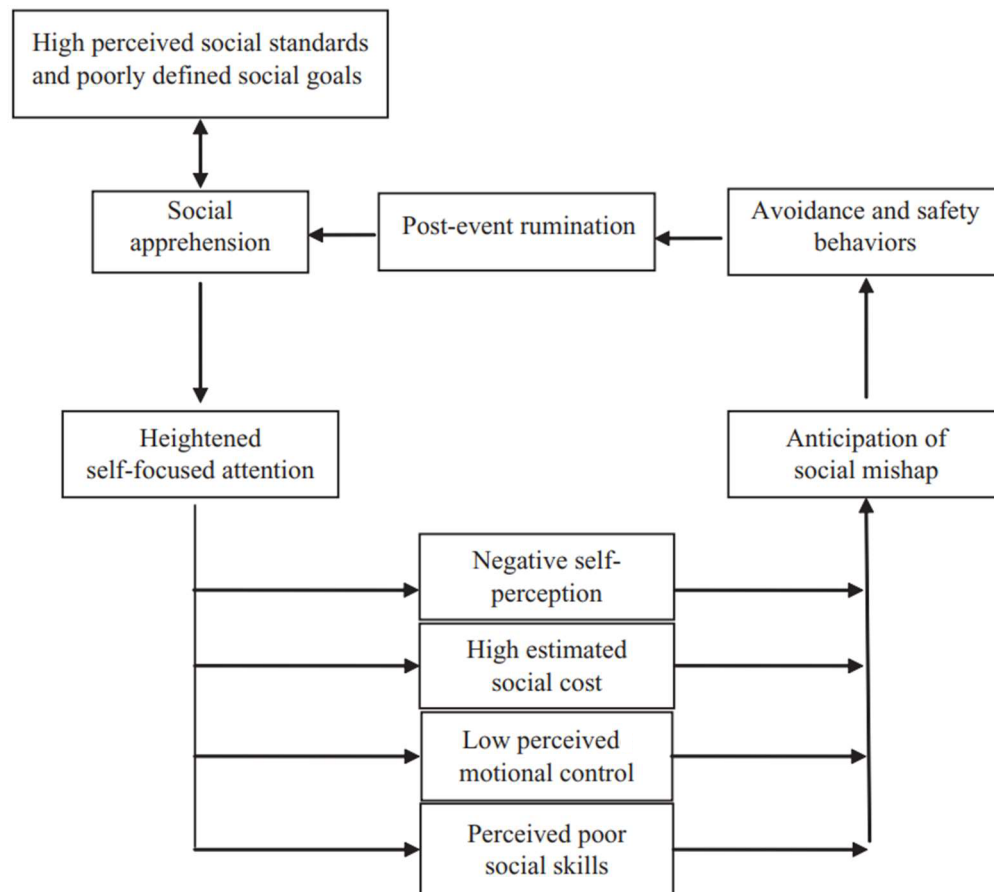 High perceived social standards
and poorly defined social goals
Social
apprehension
Post-event rumination
Avoidance and safety
behaviors
Heightened
self-focused attention
Anticipation of
social mishap
Negative self-
perception
High estimated
social cost
Low perceived
motional control
Perceived poor
social skills